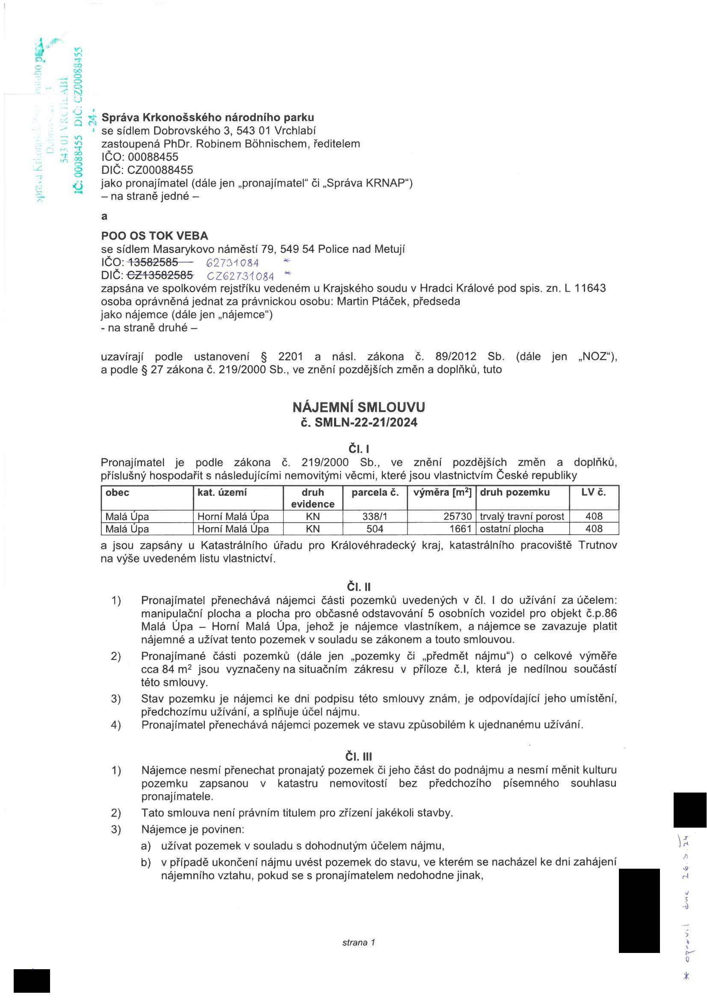 543 01 VRCHLABÍ
IČ: 00088455 DIČ: CZ00088455
- 24 -
Správa Krkonošského národního parku
se sídlem Dobrovského 3, 543 01 Vrchlabí
zastoupená PhDr. Robinem Böhnischem, ředitelem
IČO: 00088455
DIČ: CZ00088455
jako pronajímatel (dále jen „pronajímatel“ či „Správa KRNAP“)
– na straně jedné –
a
POO OS TOK VEBA
se sídlem Masarykovo náměstí 79, 549 54 Police nad Metují
IČO: 13582585 62731084 *
DIČ: CZ13582585 CZ62731084 *
zapsána ve spolkovém rejstříku vedeném u Krajského soudu v Hradci Králové pod spis. zn. L 11643
osoba oprávněná jednat za právnickou osobu: Martin Ptáček, předseda
jako nájemce (dále jen „nájemce“)
- na straně druhé –
uzavírají podle ustanovení § 2201 a násl. zákona č. 89/2012 Sb. (dále jen „NOZ“),
a podle § 27 zákona č. 219/2000 Sb., ve znění pozdějších změn a doplňků, tuto
NÁJEMNÍ SMLOUVU
č. SMLN-22-21/2024
Čl. I
Pronajímatel je podle zákona č. 219/2000 Sb., ve znění pozdějších změn a doplňků,
příslušný hospodařit s následujícími nemovitými věcmi, které jsou vlastnictvím České republiky
obec kat. území druh evidence parcela č. výměra [m²] druh pozemku LV č.
Malá Úpa Horní Malá Úpa KN 338/1 25730 trvalý travní porost 408
Malá Úpa Horní Malá Úpa KN 504 1661 ostatní plocha 408
a jsou zapsány u Katastrálního úřadu pro Královéhradecký kraj, katastrálního pracoviště Trutnov
na výše uvedeném listu vlastnictví.
Čl. II
1) Pronajímatel přenechává nájemci části pozemků uvedených v čl. I do užívání za účelem:
manipulační plocha a plocha pro občasné odstavování 5 osobních vozidel pro objekt č.p.86
Malá Úpa – Horní Malá Úpa, jehož je nájemce vlastníkem, a nájemce se zavazuje platit
nájemné a užívat tento pozemek v souladu se zákonem a touto smlouvou.
2) Pronajímané části pozemků (dále jen „pozemky či „předmět nájmu“) o celkové výměře
cca 84 m² jsou vyznačeny na situačním zákresu v příloze č.I, která je nedílnou součástí
této smlouvy.
3) Stav pozemku je nájemci ke dni podpisu této smlouvy znám, je odpovídající jeho umístění,
předchozímu užívání, a splňuje účel nájmu.
4) Pronajímatel přenechává nájemci pozemek ve stavu způsobilém k ujednanému užívání.
Čl. III
1) Nájemce nesmí přenechat pronajatý pozemek či jeho část do podnájmu a nesmí měnit kulturu
pozemku zapsanou v katastru nemovitostí bez předchozího písemného souhlasu
pronajímatele.
2) Tato smlouva není právním titulem pro zřízení jakékoli stavby.
3) Nájemce je povinen:
a) užívat pozemek v souladu s dohodnutým účelem nájmu,
b) v případě ukončení nájmu uvést pozemek do stavu, ve kterém se nacházel ke dni zahájení
nájemního vztahu, pokud se s pronajímatelem nedohodne jinak,
strana 1
* opravil dne 26.3.24